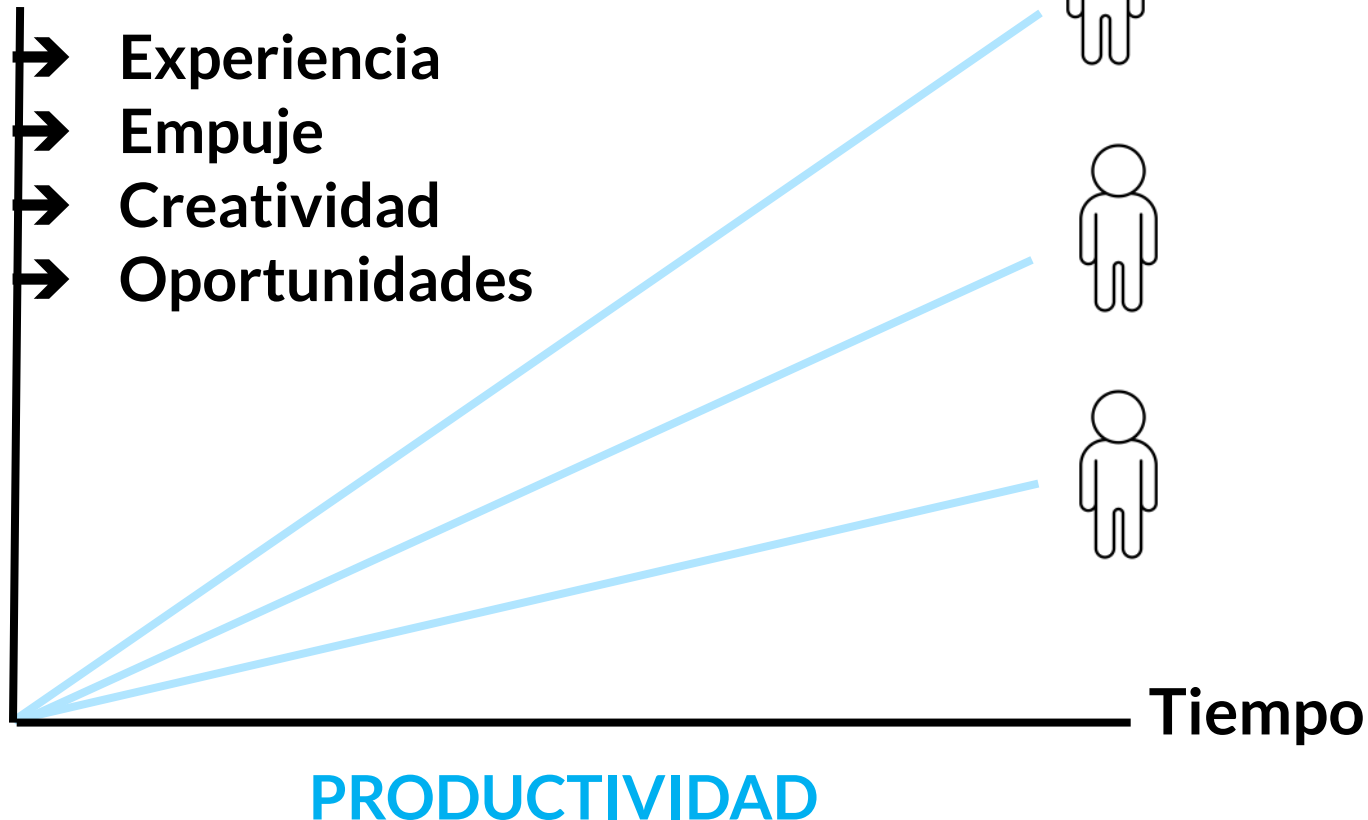 Experiencia
Empuje
Creatividad
Oportunidades
Tiempo
PRODUCTIVIDAD